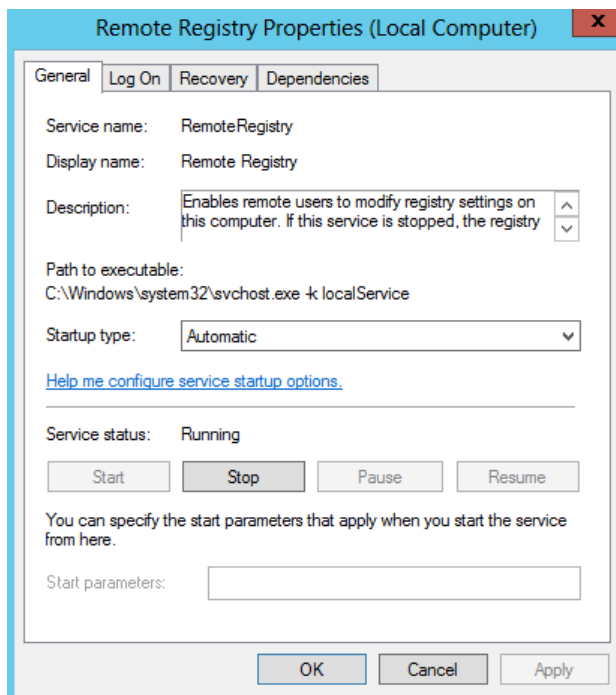 Remote Registry Properties (Local Computer)
x
General Log On Recovery Dependencies
Service name: RemoteRegistry
Display name: Remote Registry
Description: Enables remote users to modify registry settings on
this computer. If this service is stopped, the registry
Path to executable:
C:\Windows\system32\svchost.exe -k localService
Startup type: Automatic
Help me configure service startup options.
Service status: Running
Start Stop Pause Resume
You can specify the start parameters that apply when you start the service
from here.
Start parameters:
OK Cancel Apply